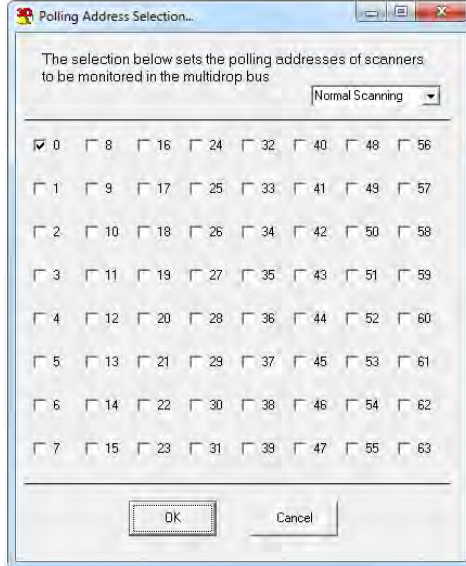 Polling Address Selection...
The selection below sets the polling addresses of scanners
to be monitored in the multidrop bus
Normal Scanning
0 8 16 24 32 40 48 56
1 9 17 25 33 41 49 57
2 10 18 26 34 42 50 58
3 11 19 27 35 43 51 59
4 12 20 28 36 44 52 60
5 13 21 29 37 45 53 61
6 14 22 30 38 46 54 62
7 15 23 31 39 47 55 63
OK Cancel